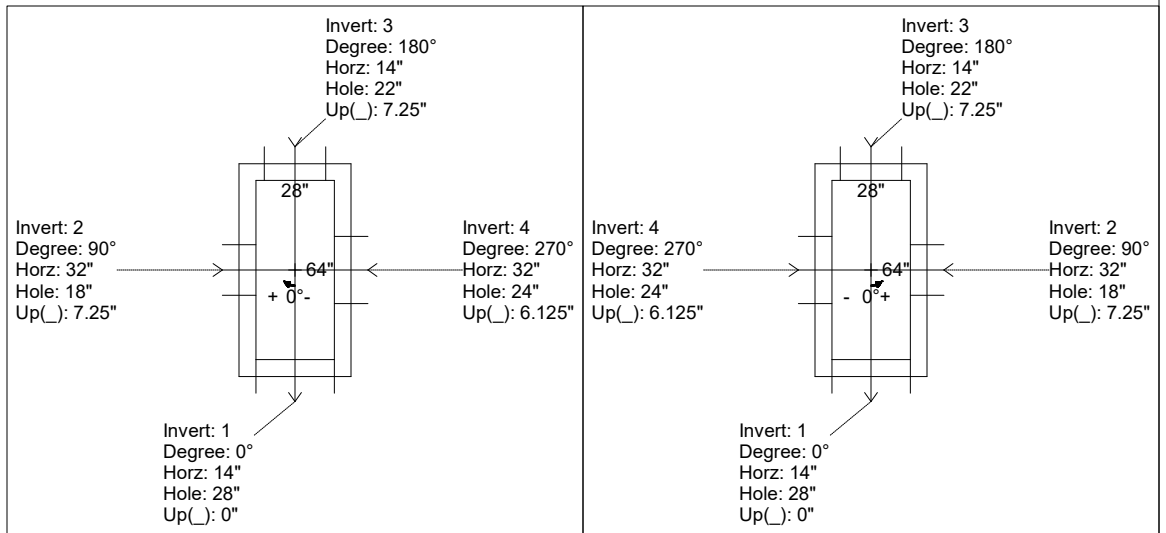 Invert: 3
Degree: 180°
Horz: 14"
Hole: 22"
Up(_): 7.25"
28"
Invert: 2
Degree: 90°
Horz: 32"
Hole: 18"
Up(_): 7.25"
64"
+ 0°-
Invert: 4
Degree: 270°
Horz: 32"
Hole: 24"
Up(_): 6.125"
Invert: 1
Degree: 0°
Horz: 14"
Hole: 28"
Up(_): 0"
Invert: 3
Degree: 180°
Horz: 14"
Hole: 22"
Up(_): 7.25"
28"
Invert: 4
Degree: 270°
Horz: 32"
Hole: 24"
Up(_): 6.125"
64"
- 0°+
Invert: 2
Degree: 90°
Horz: 32"
Hole: 18"
Up(_): 7.25"
Invert: 1
Degree: 0°
Horz: 14"
Hole: 28"
Up(_): 0"